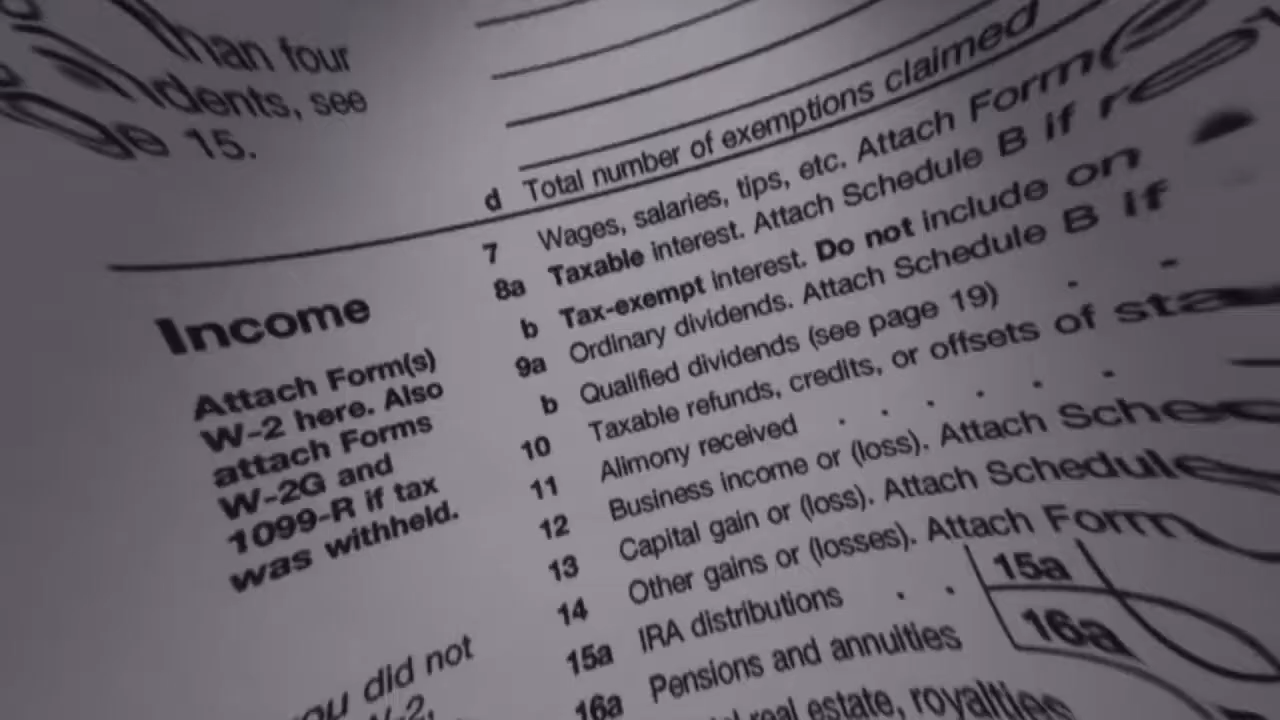 han four
dents, see
ge 15.
d Total number of exemptions claimed
Income
Attach Form(s)
W-2 here. Also
attach Forms
W-2G and
1099-R if tax
was withheld.
ou did not
7 Wages, salaries, tips, etc. Attach Form(s)
8a Taxable interest. Attach Schedule B if
b Tax-exempt interest. Do not include on
9a Ordinary dividends. Attach Schedule B if
b Qualified dividends (see page 19)
10 Taxable refunds, credits, or offsets of sta
11 Alimony received
12 Business income or (loss). Attach Sche
13 Capital gain or (loss). Attach Schedule
14 Other gains or (losses). Attach Form
15a IRA distributions . . 15a
16a Pensions and annuities 16a
real estate, royalties